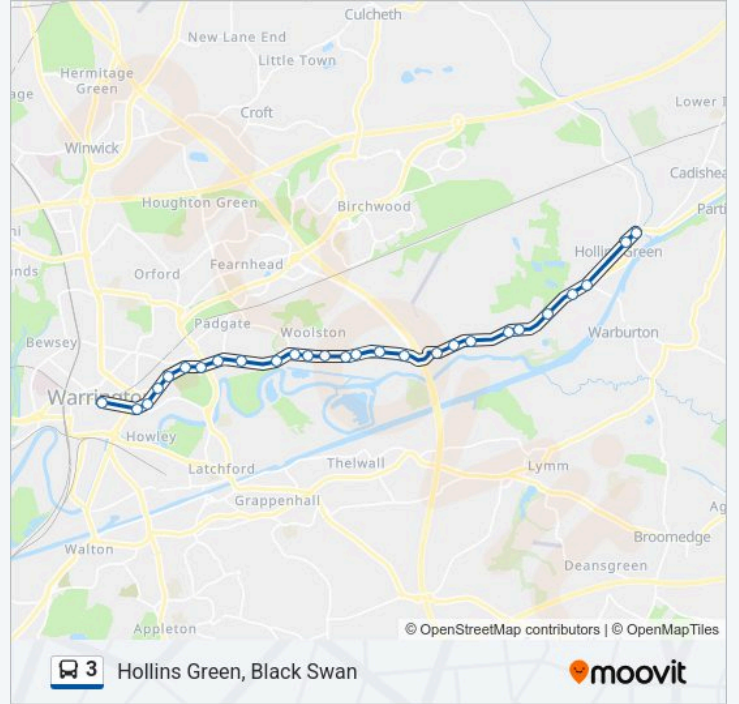 Culcheth
New Lane End
Little Town
Hermitage
Green
age
Croft
Lower I
Winwick
Cadishea
Houghton Green
Birchwood
Parti
ni
Hollins Green
ands
Orford
Fearnhead
Padgate
Woolston
Warburton
Bewsey
Warrington
Howley
Latchford
Thelwall
Lymm
Grappenhall
Ag
Broomedge
Walton
Deansgreen
Appleton
© OpenStreetMap contributors | © OpenMapTiles
3 Hollins Green, Black Swan
moovit